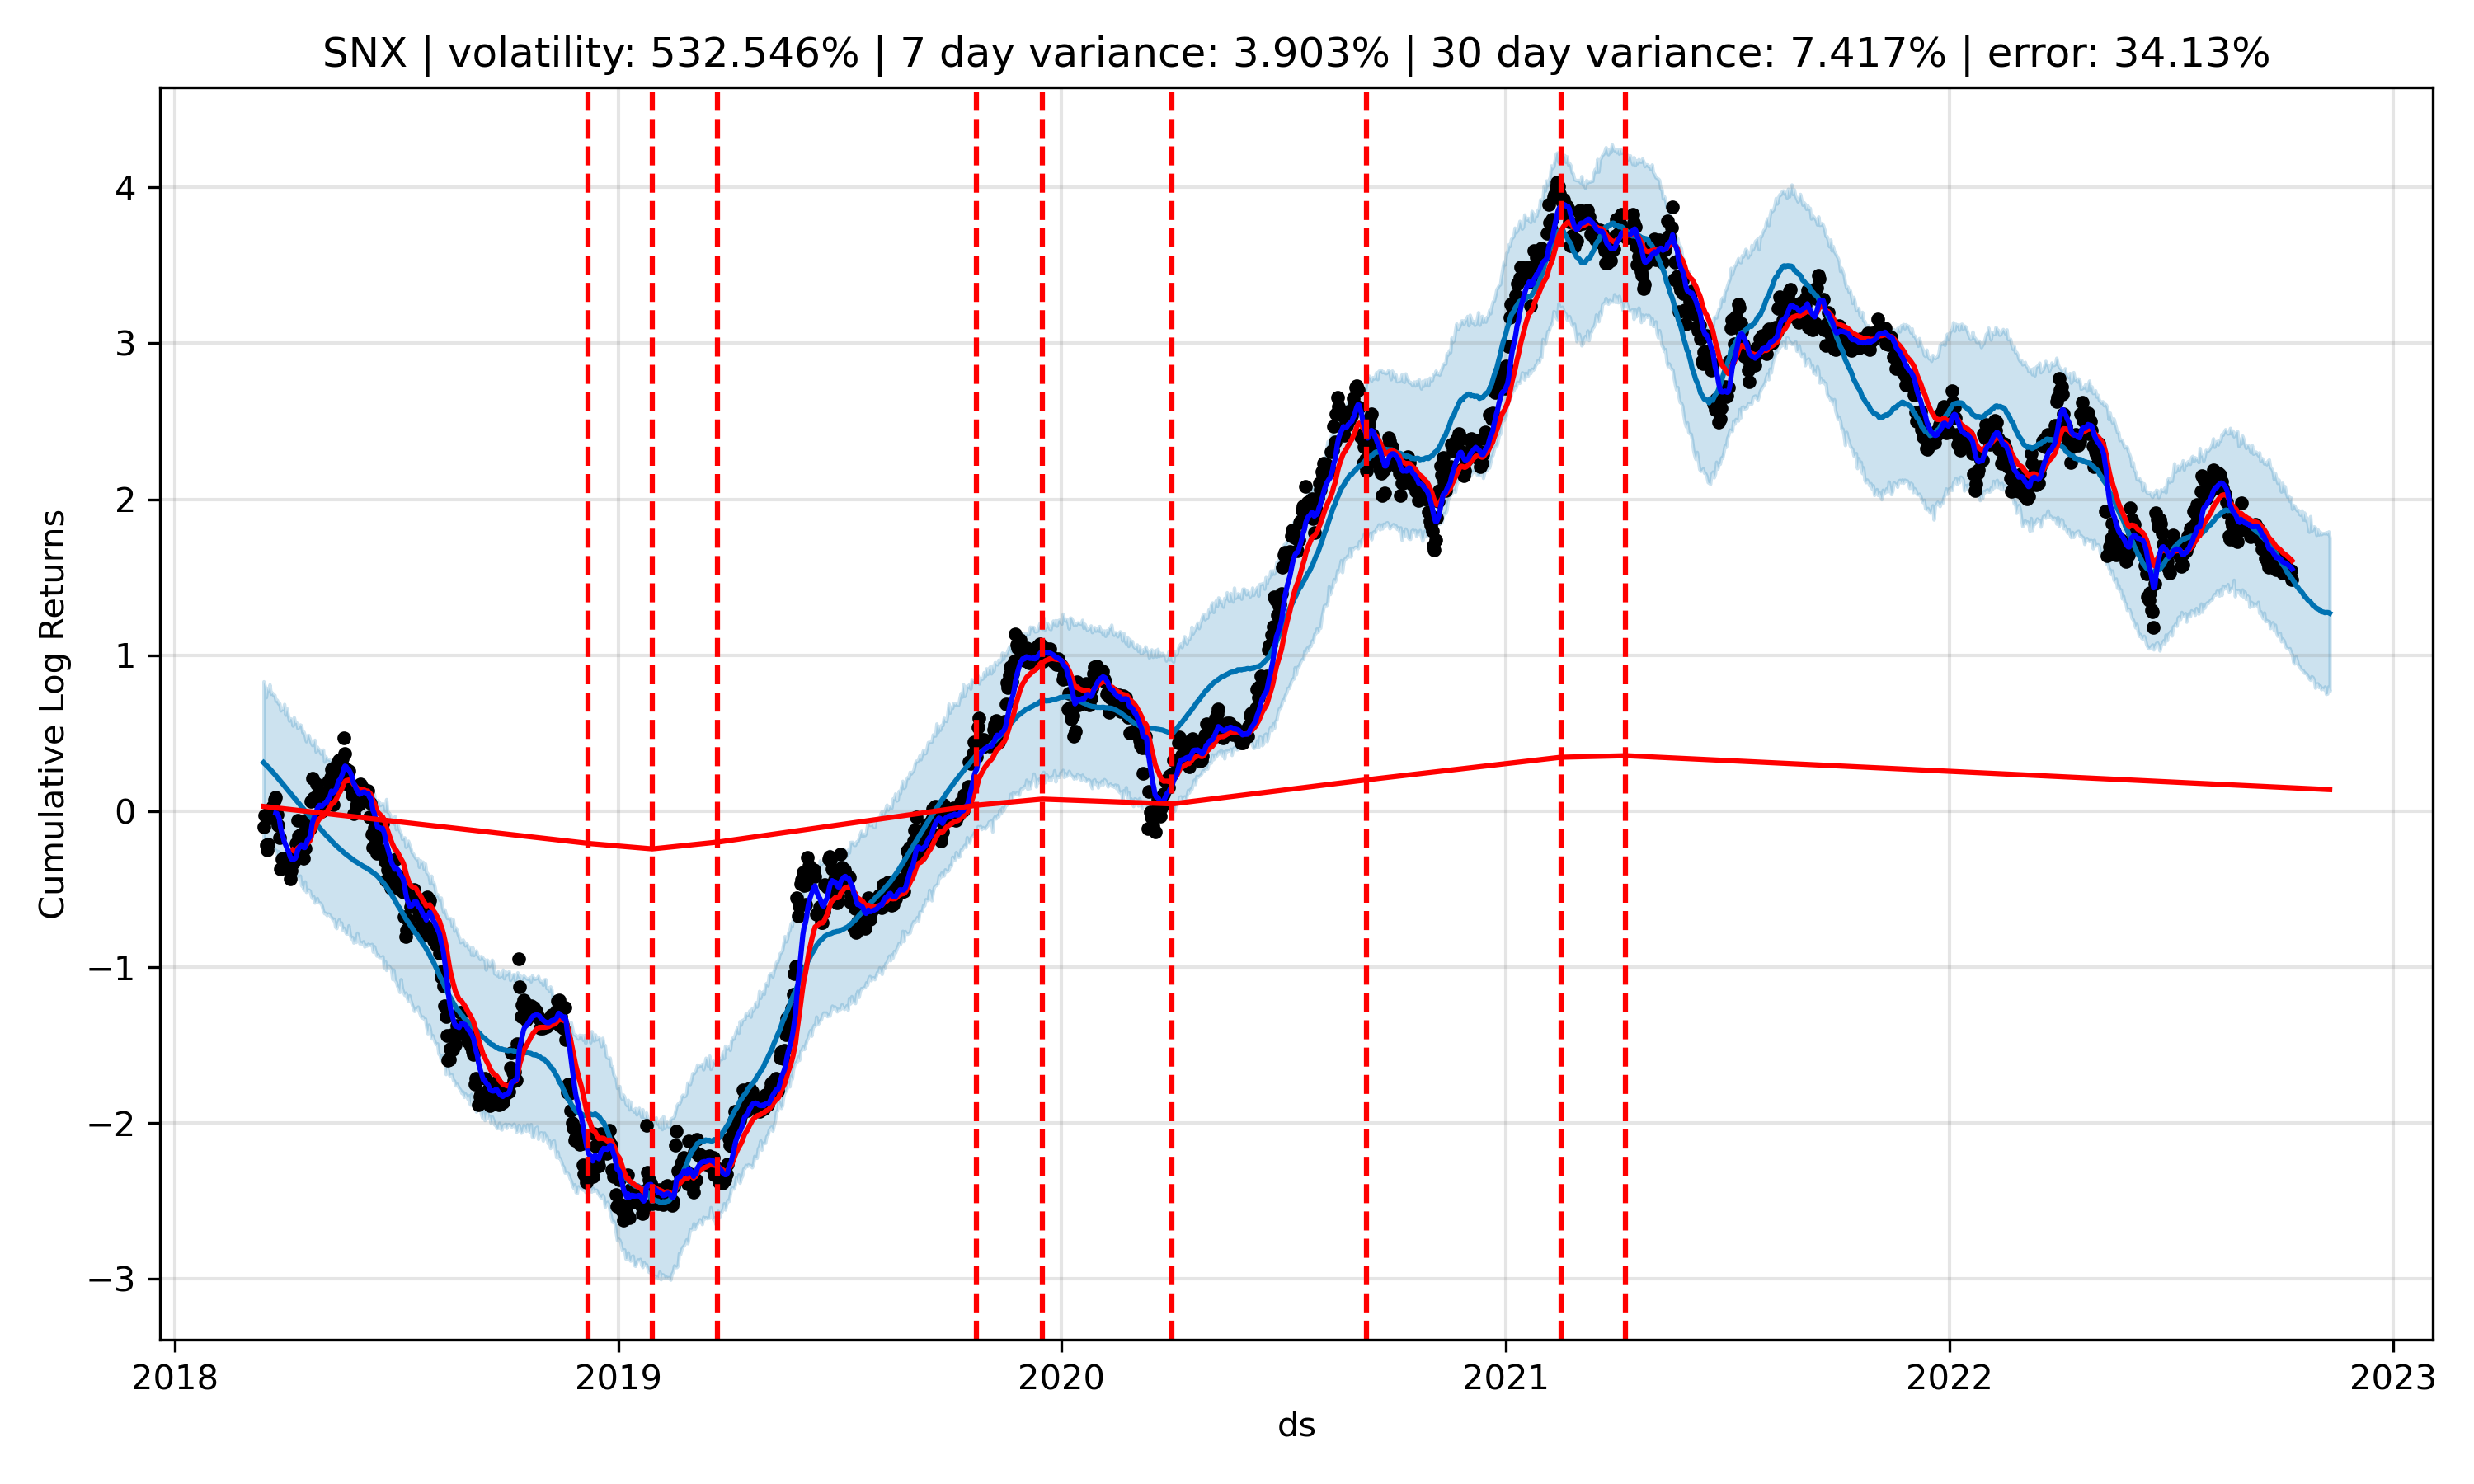 SNX | volatility: 532.546% | 7 day variance: 3.903% | 30 day variance: 7.417% | error: 34.13%
Cumulative Log Returns
4
3
2
1
0
−1
−2
−3
2018 2019 2020 2021 2022 2023
ds